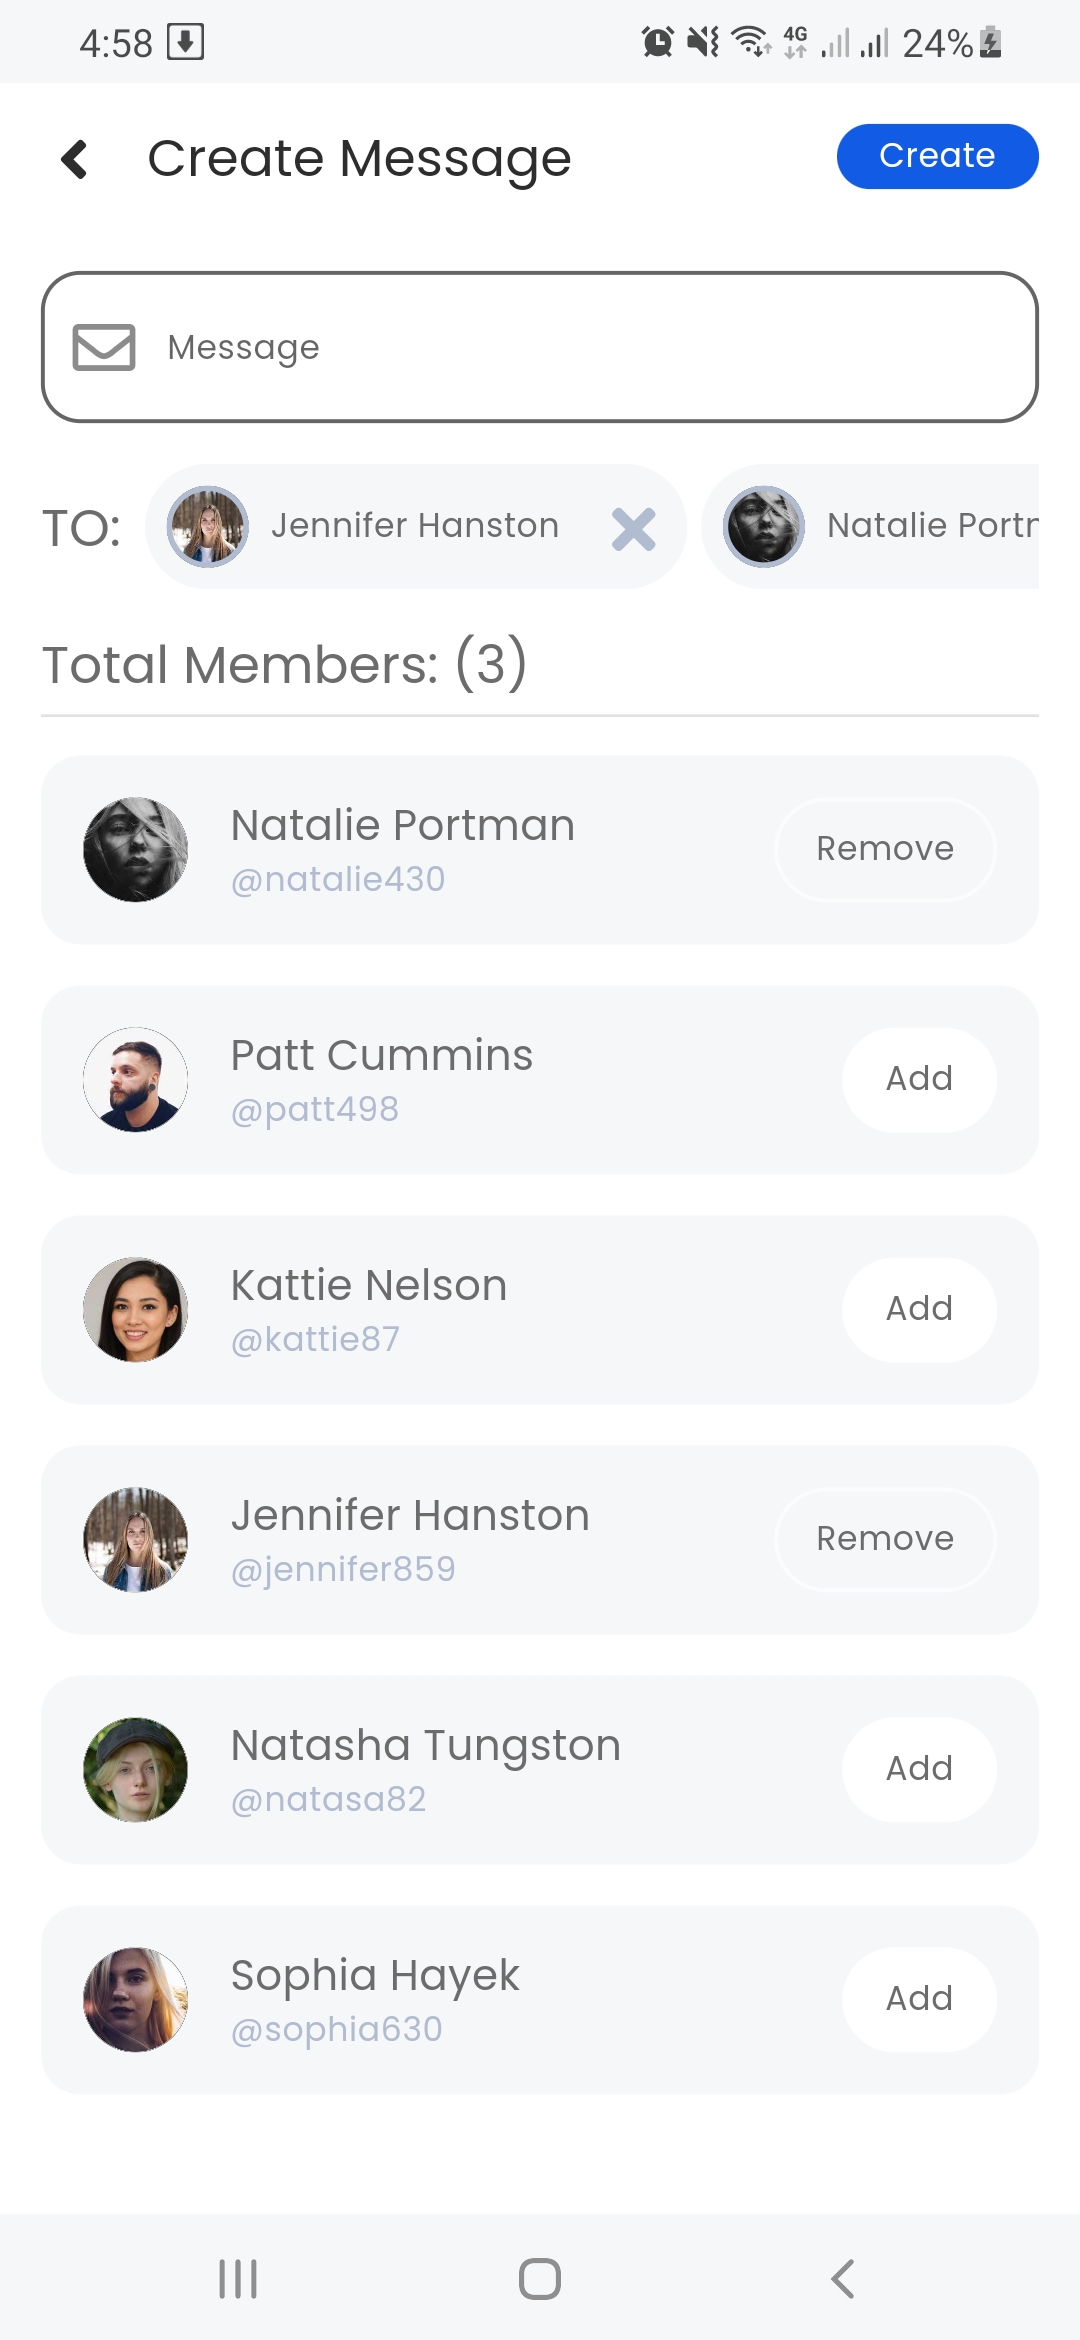 4:58
4G
24%
Create Message
Create
Message
TO:
Jennifer Hanston
Natalie Portm
Total Members: (3)
Natalie Portman
@natalie430
Remove
Patt Cummins
@patt498
Add
Kattie Nelson
@kattie87
Add
Jennifer Hanston
@jennifer859
Remove
Natasha Tungston
@natasa82
Add
Sophia Hayek
@sophia630
Add